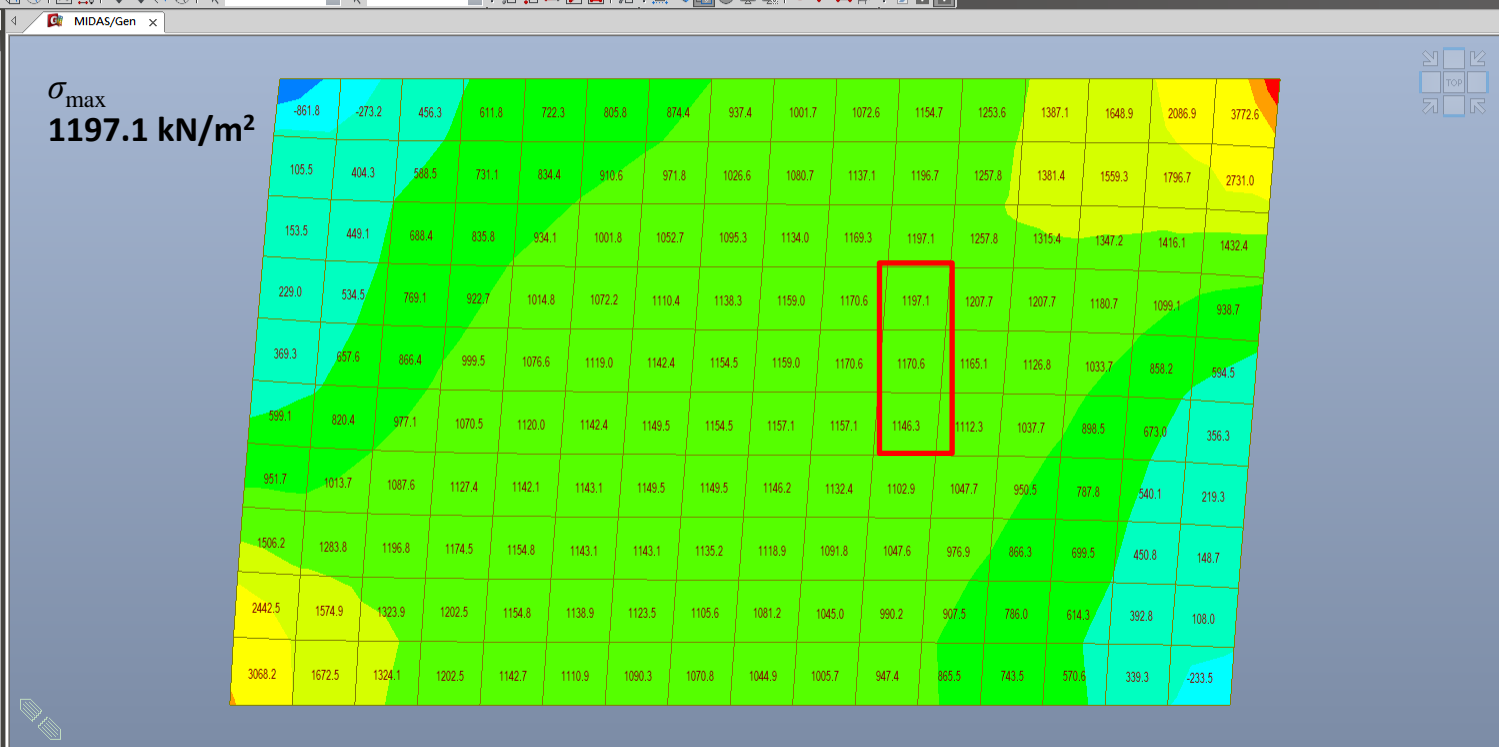 MIDAS/Gen
σmax
1197.1 kN/m²
TOP
-861.8 -273.2 456.3 611.8 722.3 805.8 874.4 937.4 1001.7 1072.6 1154.7 1253.6 1387.1 1648.9 2086.9 3772.6
105.5 404.3 588.5 731.1 834.4 910.6 971.8 1026.6 1080.7 1137.1 1196.7 1257.8 1381.4 1559.3 1796.7 2731.0
153.5 449.1 688.4 835.8 934.1 1001.8 1052.7 1095.3 1134.0 1169.3 1197.1 1257.8 1315.4 1347.2 1416.1 1432.4
229.0 534.5 769.1 922.7 1014.8 1072.2 1110.4 1138.3 1159.0 1170.6 1197.1 1207.7 1207.7 1180.7 1099.1 938.7
369.3 657.6 866.4 999.5 1076.6 1119.0 1142.4 1154.5 1159.0 1170.6 1170.6 1165.1 1126.8 1033.7 858.2 594.5
599.1 820.4 977.1 1070.5 1120.0 1142.4 1149.5 1154.5 1157.1 1157.1 1146.3 1112.3 1037.7 898.5 673.0 356.3
951.7 1013.7 1087.6 1127.4 1142.1 1143.1 1149.5 1149.5 1146.2 1132.4 1102.9 1047.7 950.5 787.8 540.1 219.3
1506.2 1283.8 1196.8 1174.5 1154.8 1143.1 1143.1 1135.2 1118.9 1091.8 1047.6 976.9 866.3 699.5 450.8 148.7
2442.5 1574.9 1323.9 1202.5 1154.8 1138.9 1123.5 1105.6 1081.2 1045.0 990.2 907.5 786.0 614.3 392.8 108.0
3068.2 1672.5 1324.1 1202.5 1142.7 1110.9 1090.3 1070.8 1044.9 1005.7 947.4 865.5 743.5 570.6 339.3 -233.5